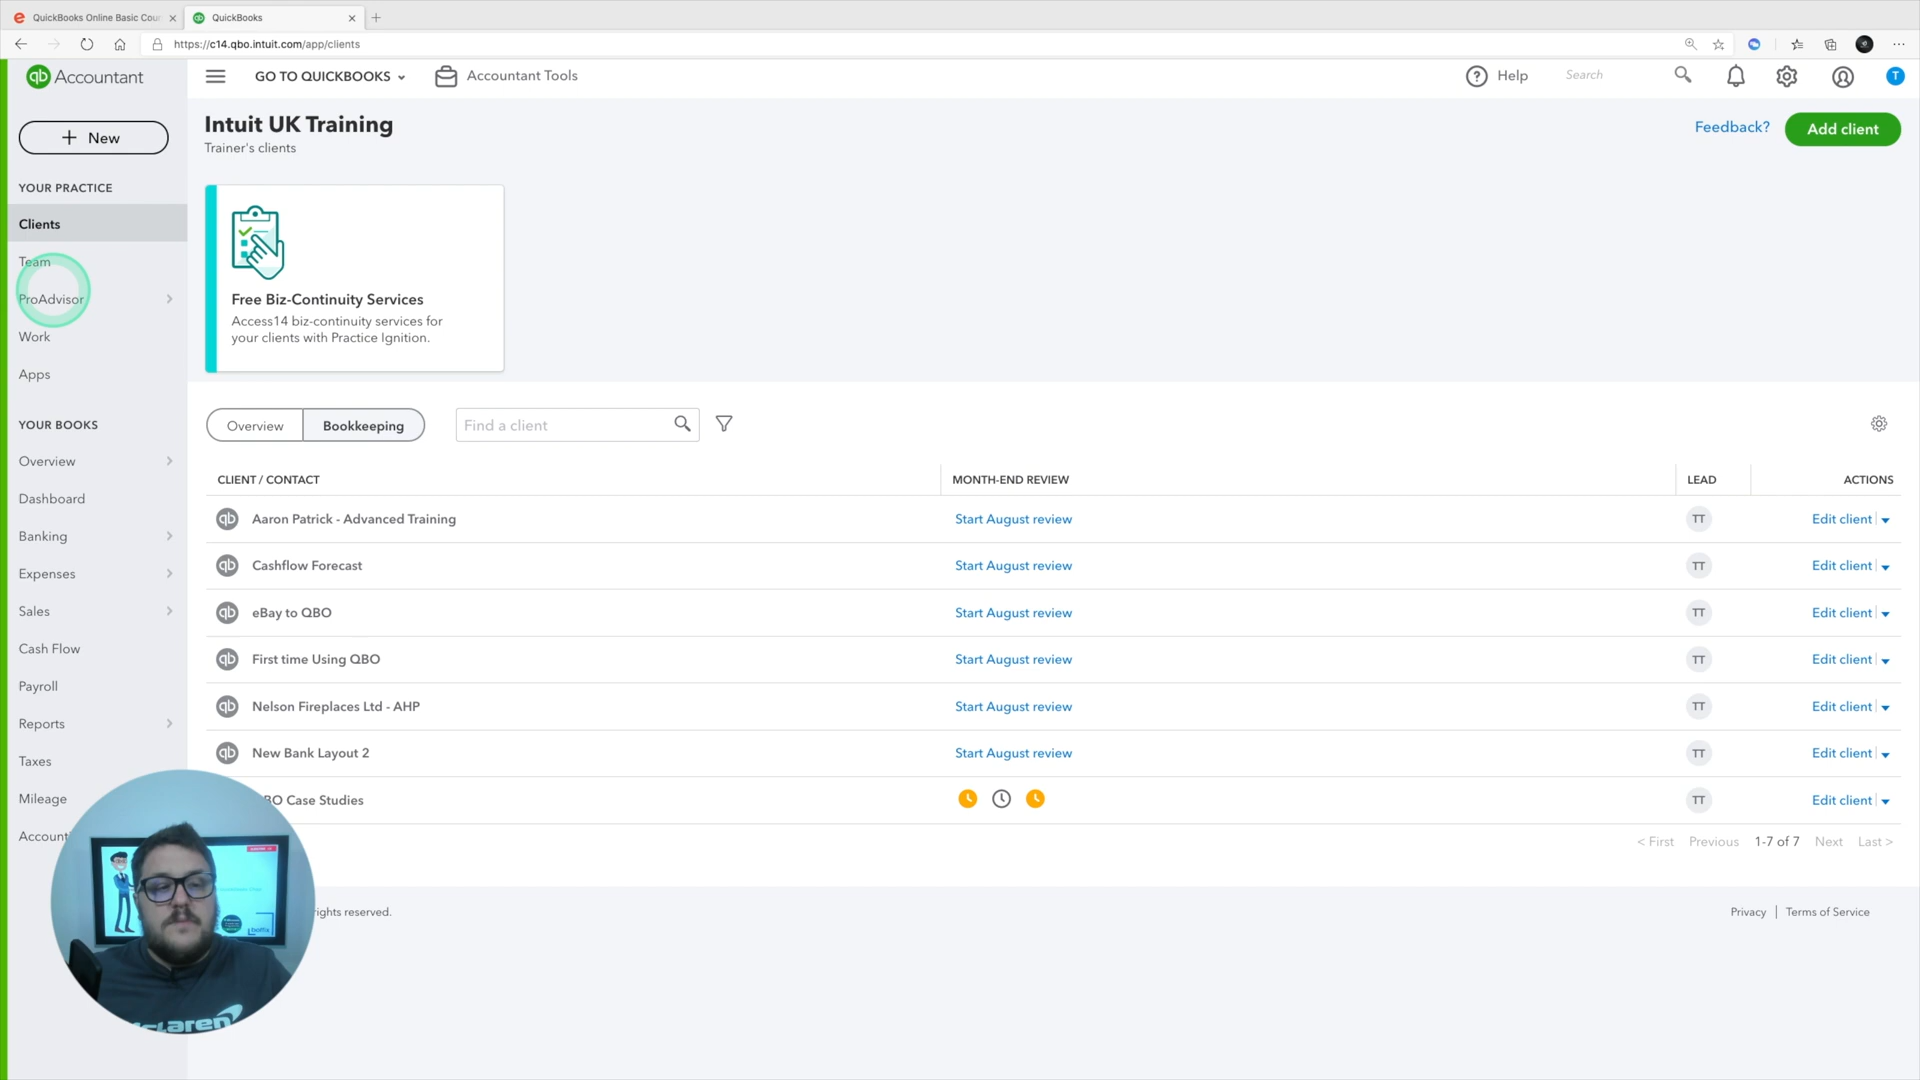 QuickBooks Online Basic Cou
QuickBooks
https://c14.qbo.intuit.com/app/clients
qb Accountant
GO TO QUICKBOOKS
Accountant Tools
Help
Search
T
+ New
Intuit UK Training
Trainer's clients
Feedback?
Add client
YOUR PRACTICE
Clients
Team
ProAdvisor
Work
Apps
Free Biz-Continuity Services
Access14 biz-continuity services for
your clients with Practice Ignition.
YOUR BOOKS
Overview
Dashboard
Banking
Expenses
Sales
Cash Flow
Payroll
Reports
Taxes
Mileage
Account
Overview
Bookkeeping
Find a client
CLIENT / CONTACT
MONTH-END REVIEW
LEAD
ACTIONS
qb Aaron Patrick - Advanced Training Start August review TT Edit client
qb Cashflow Forecast Start August review TT Edit client
qb eBay to QBO Start August review TT Edit client
qb First time Using QBO Start August review TT Edit client
qb Nelson Fireplaces Ltd - AHP Start August review TT Edit client
qb New Bank Layout 2 Start August review TT Edit client
BO Case Studies TT Edit client
< First Previous 1-7 of 7 Next Last >
rights reserved.
Privacy | Terms of Service
cLaren